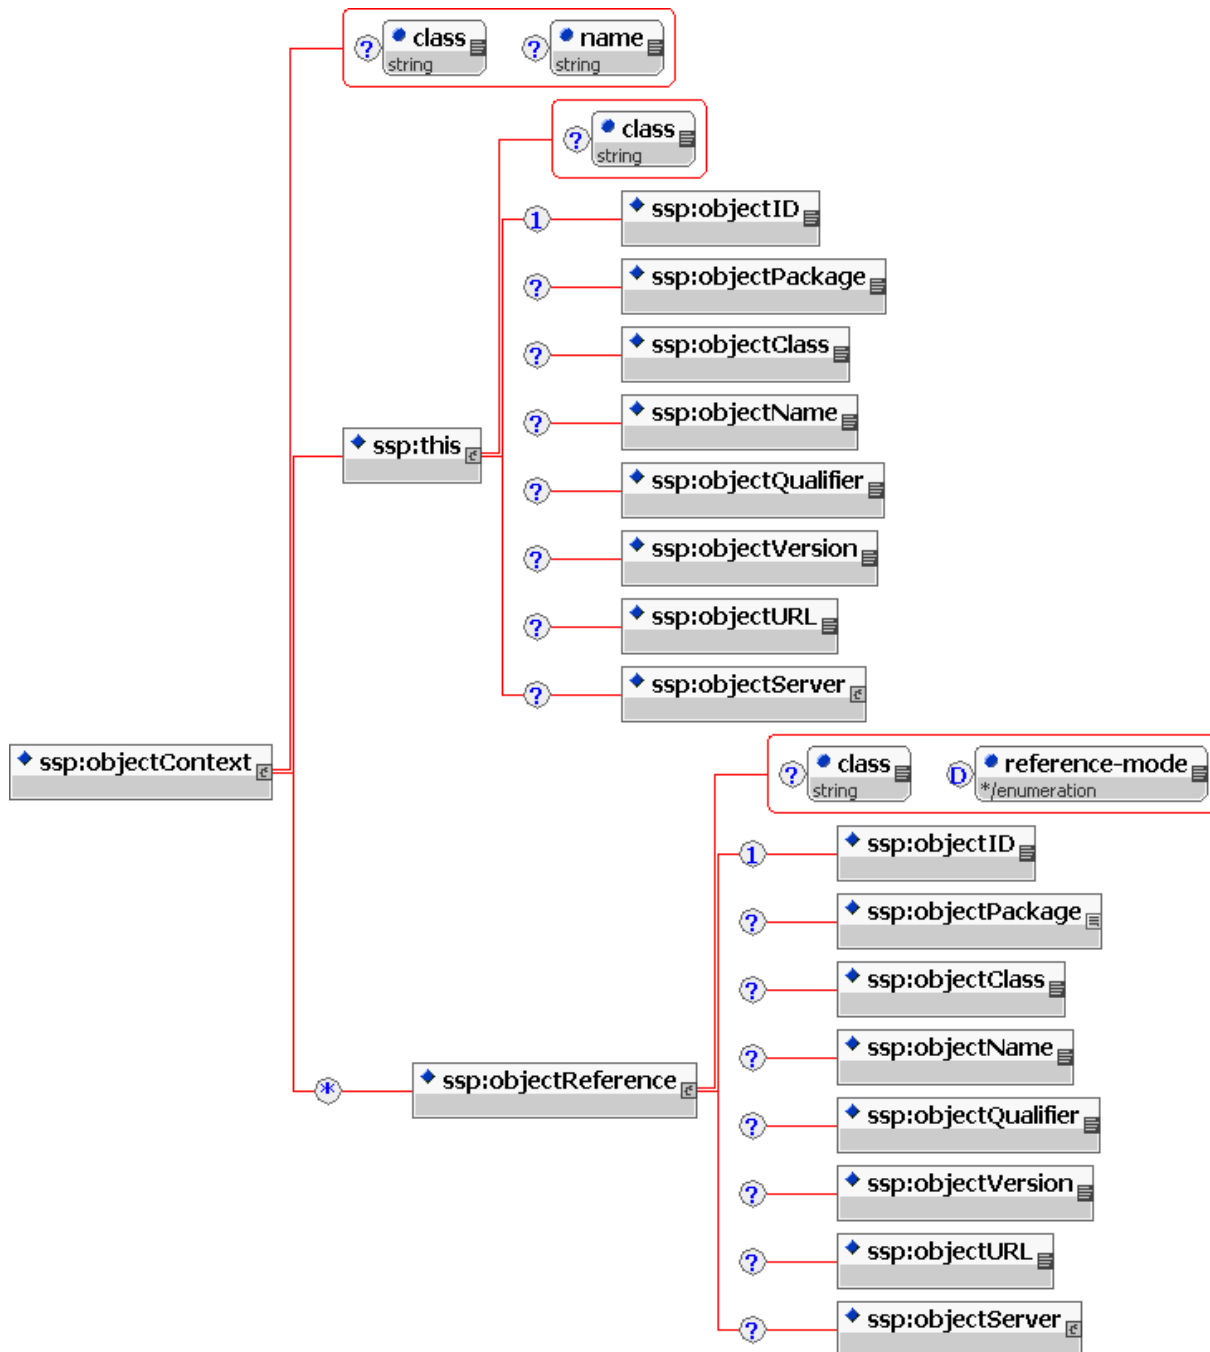 ? class ? name
string string
? class
string
1 ssp:objectID
? ssp:objectPackage
? ssp:objectClass
? ssp:objectName
ssp:this
? ssp:objectQualifier
? ssp:objectVersion
? ssp:objectURL
? ssp:objectServer
ssp:objectContext
? class D reference-mode
string */enumeration
1 ssp:objectID
? ssp:objectPackage
? ssp:objectClass
? ssp:objectName
* ssp:objectReference
? ssp:objectQualifier
? ssp:objectVersion
? ssp:objectURL
? ssp:objectServer